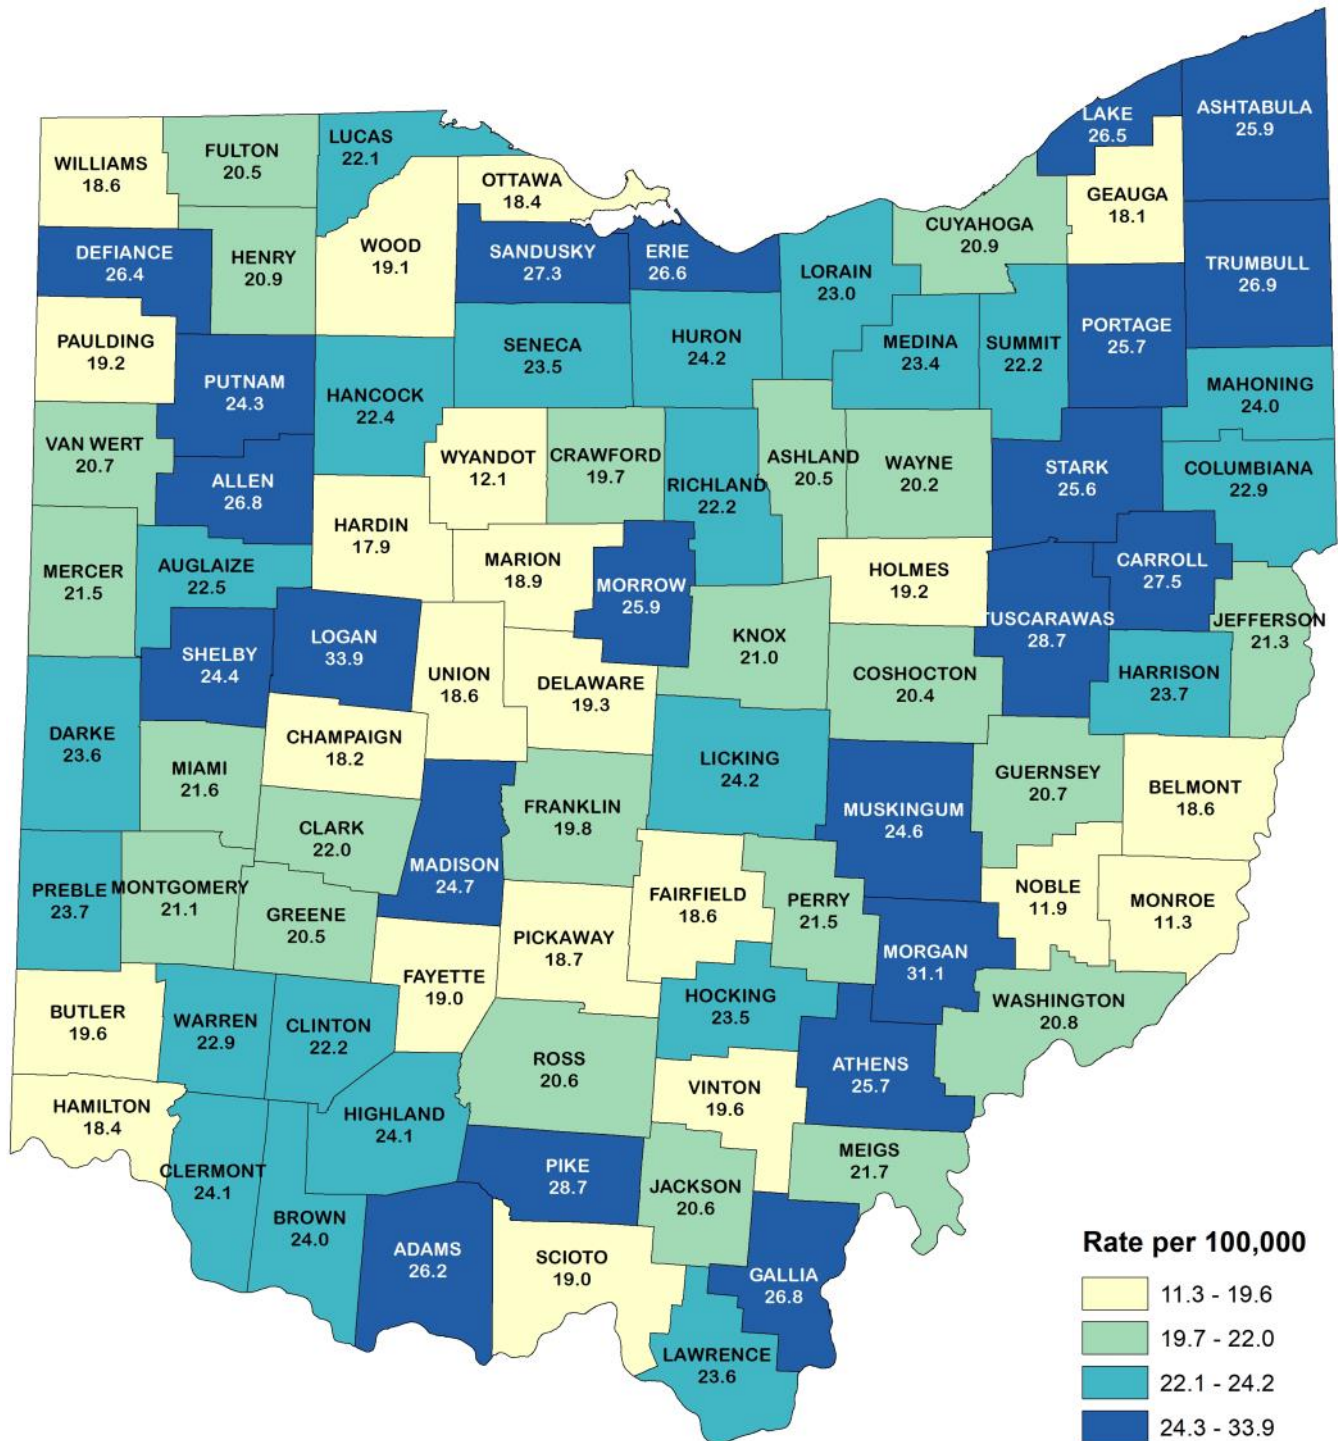 LAKE
26.5
ASHTABULA
25.9
LUCAS
22.1
WILLIAMS
18.6
FULTON
20.5
OTTAWA
18.4
GEAUGA
18.1
CUYAHOGA
20.9
DEFIANCE
26.4
HENRY
20.9
WOOD
19.1
SANDUSKY
27.3
ERIE
26.6
LORAIN
23.0
TRUMBULL
26.9
PAULDING
19.2
SENECA
23.5
HURON
24.2
MEDINA
23.4
SUMMIT
22.2
PORTAGE
25.7
PUTNAM
24.3
HANCOCK
22.4
MAHONING
24.0
VAN WERT
20.7
WYANDOT
12.1
CRAWFORD
19.7
RICHLAND
22.2
ASHLAND
20.5
WAYNE
20.2
STARK
25.6
COLUMBIANA
22.9
ALLEN
26.8
HARDIN
17.9
MERCER
21.5
AUGLAIZE
22.5
MARION
18.9
MORROW
25.9
HOLMES
19.2
CARROLL
27.5
TUSCARAWAS
28.7
JEFFERSON
21.3
SHELBY
24.4
LOGAN
33.9
UNION
18.6
KNOX
21.0
DELAWARE
19.3
COSHOCTON
20.4
HARRISON
23.7
DARKE
23.6
CHAMPAIGN
18.2
LICKING
24.2
MIAMI
21.6
GUERNSEY
20.7
BELMONT
18.6
FRANKLIN
19.8
MUSKINGUM
24.6
CLARK
22.0
MADISON
24.7
PREBLE
23.7
MONTGOMERY
21.1
GREENE
20.5
FAIRFIELD
18.6
PERRY
21.5
NOBLE
11.9
MONROE
11.3
PICKAWAY
18.7
MORGAN
31.1
FAYETTE
19.0
HOCKING
23.5
WASHINGTON
20.8
BUTLER
19.6
WARREN
22.9
CLINTON
22.2
ROSS
20.6
ATHENS
25.7
VINTON
19.6
HAMILTON
18.4
HIGHLAND
24.1
CLERMONT
24.1
PIKE
28.7
MEIGS
21.7
JACKSON
20.6
BROWN
24.0
ADAMS
26.2
SCIOTO
19.0
GALLIA
26.8
LAWRENCE
23.6
Rate per 100,000
11.3 - 19.6
19.7 - 22.0
22.1 - 24.2
24.3 - 33.9